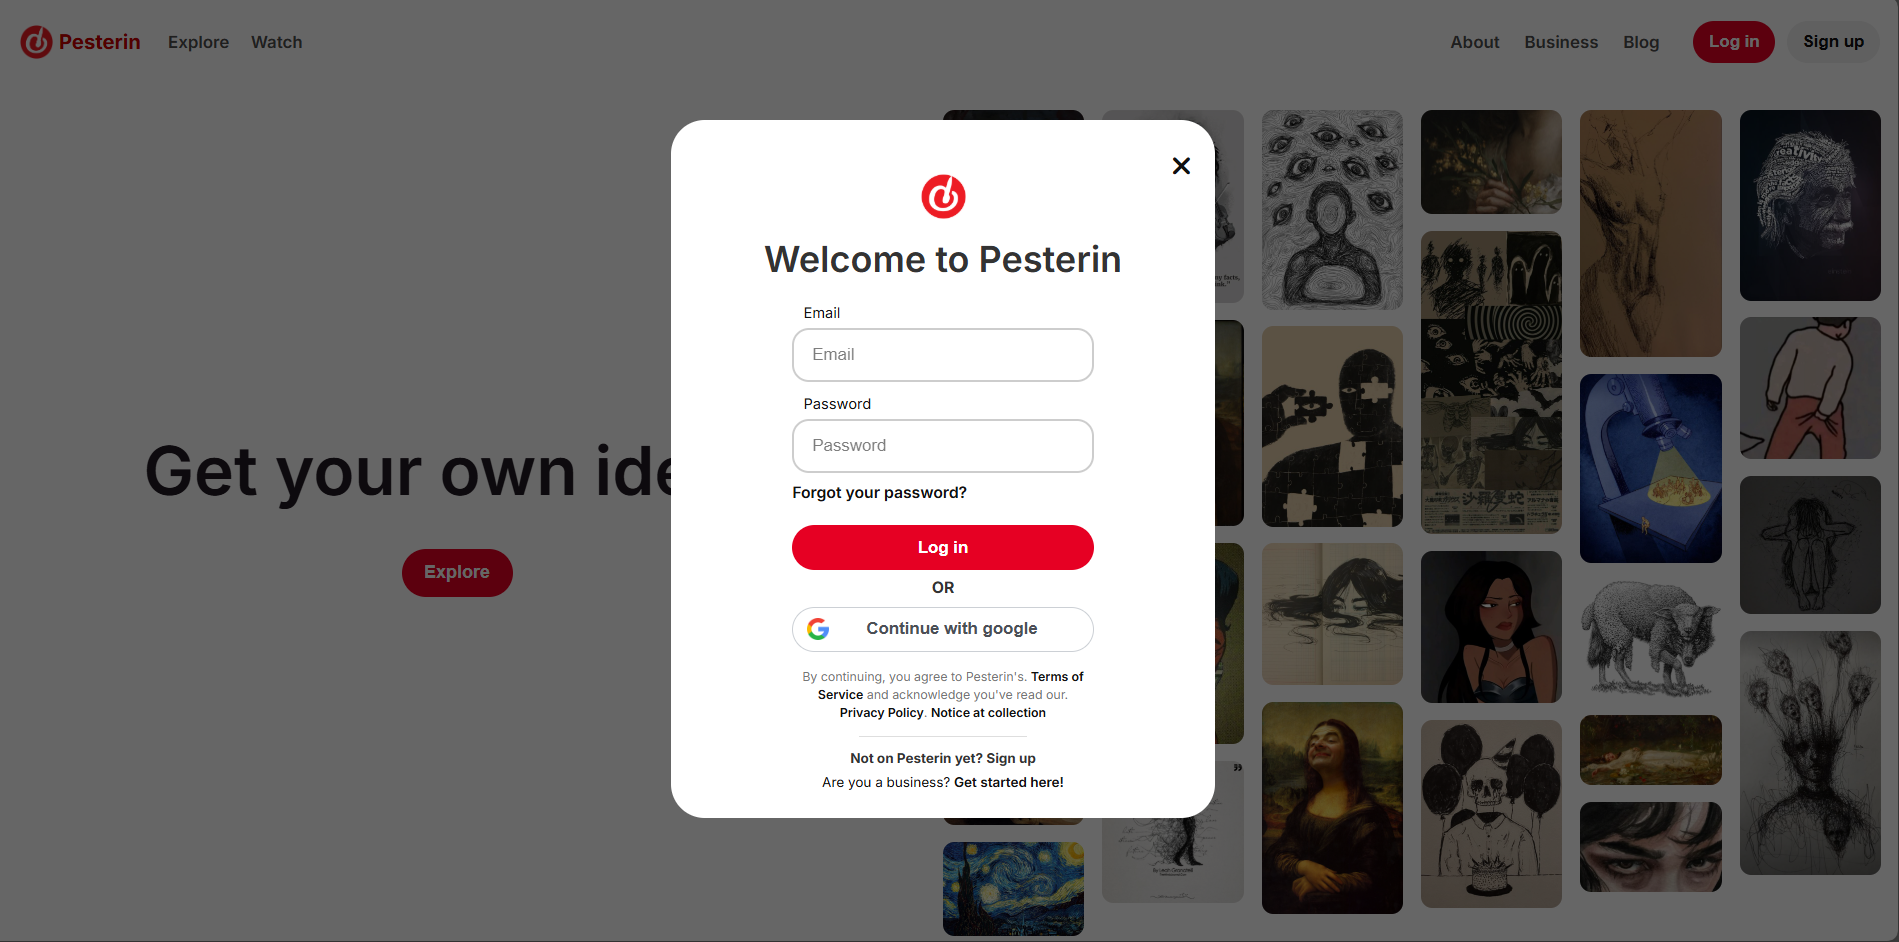 Pesterin
Explore
Watch
About
Business
Blog
Log in
Sign up
Get your own ide
Explore
Welcome to Pesterin
Email
Email
Password
Password
Forgot your password?
Log in
OR
Continue with google
By continuing, you agree to Pesterin's. Terms of
Service and acknowledge you've read our.
Privacy Policy. Notice at collection
Not on Pesterin yet? Sign up
Are you a business? Get started here!
creativity